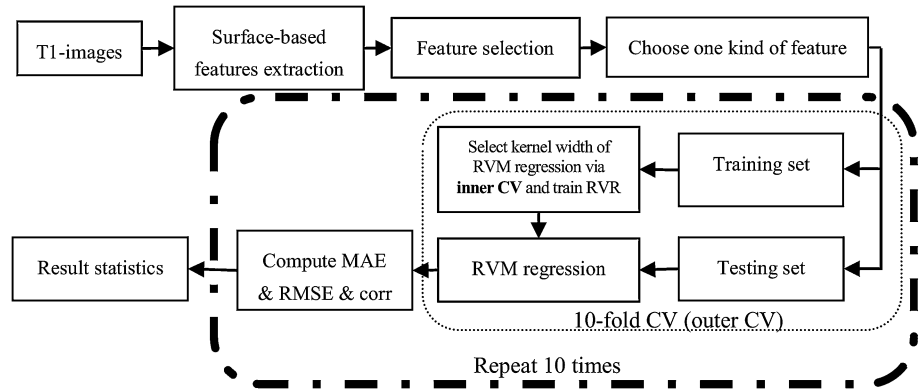 T1-images
Surface-based
features extraction
Feature selection
Choose one kind of feature
Select kernel width of
RVM regression via
inner CV and train RVR
Training set
Result statistics
Compute MAE
& RMSE & corr
RVM regression
Testing set
10-fold CV (outer CV)
Repeat 10 times